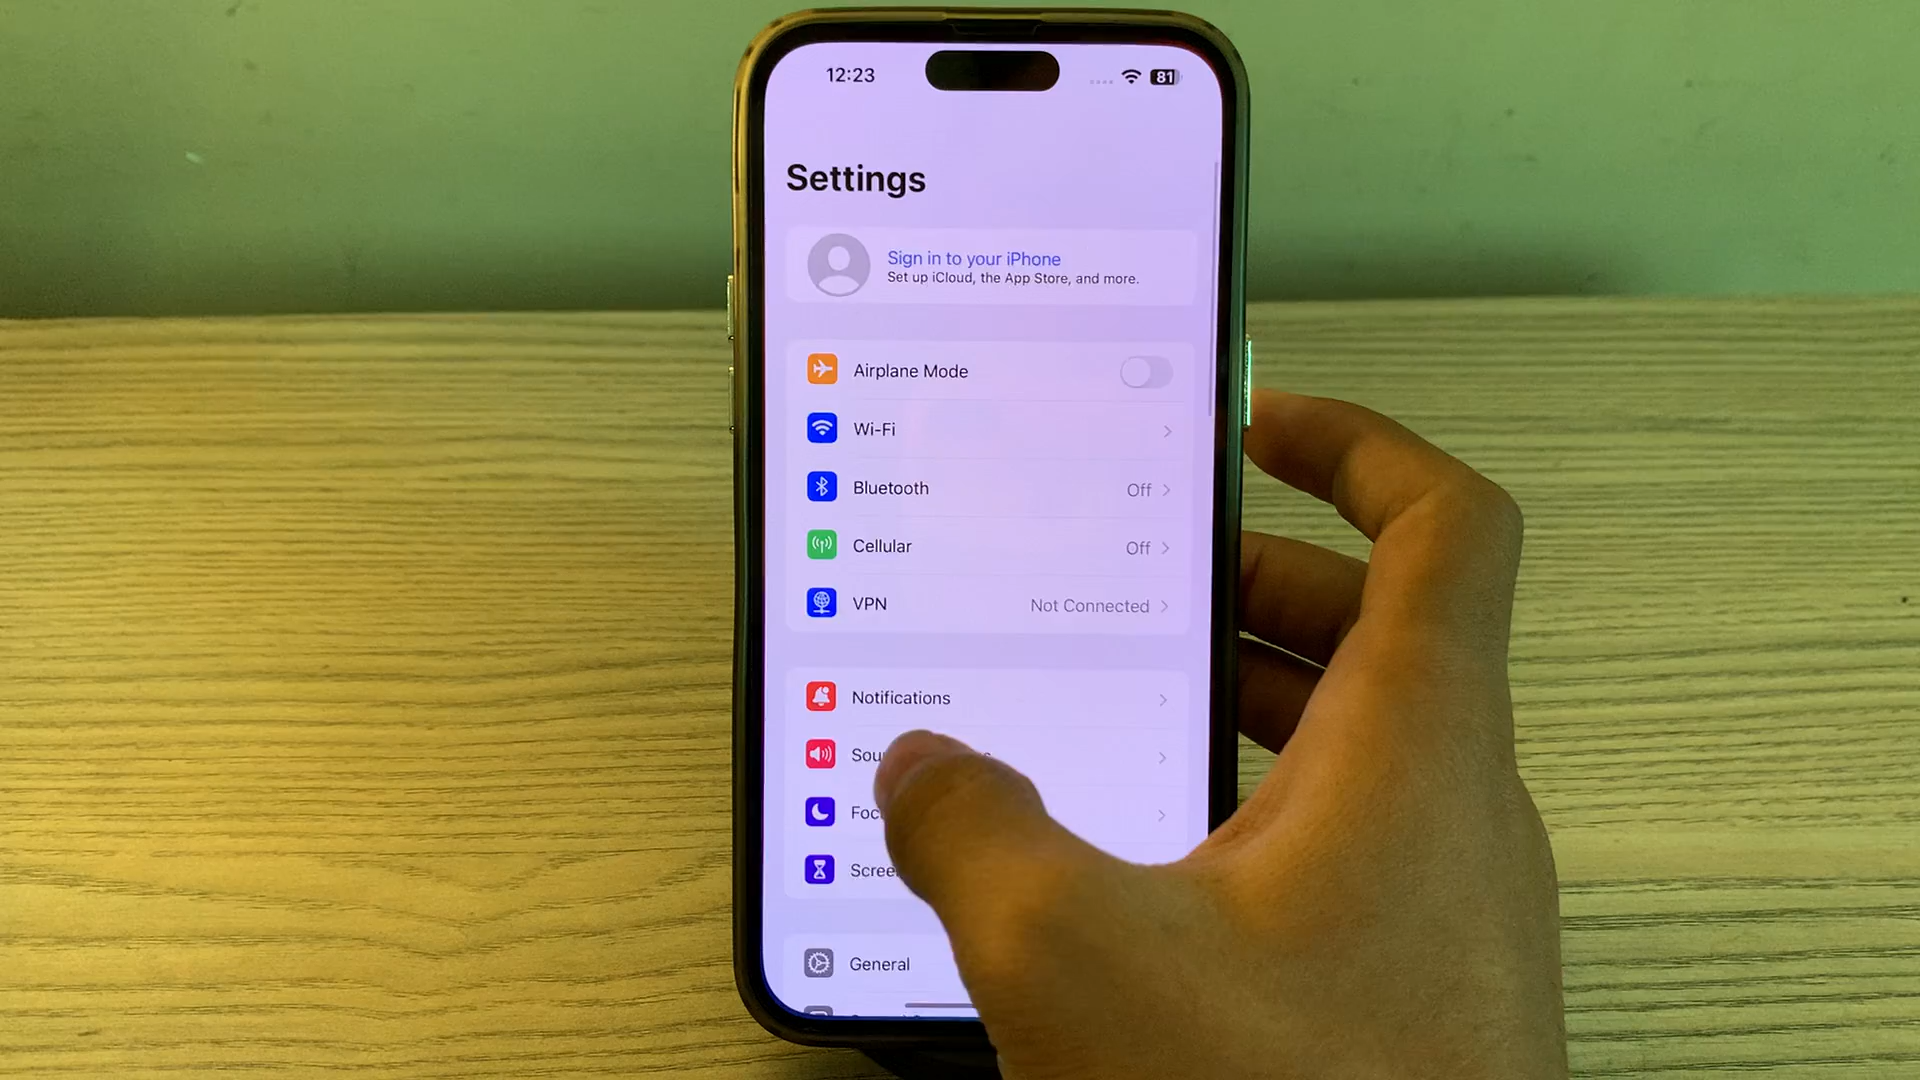 12:23
81
Settings
Sign in to your iPhone
Set up iCloud, the App Store, and more.
Airplane Mode
Wi-Fi
Bluetooth Off
Cellular Off
VPN Not Connected
Notifications
General